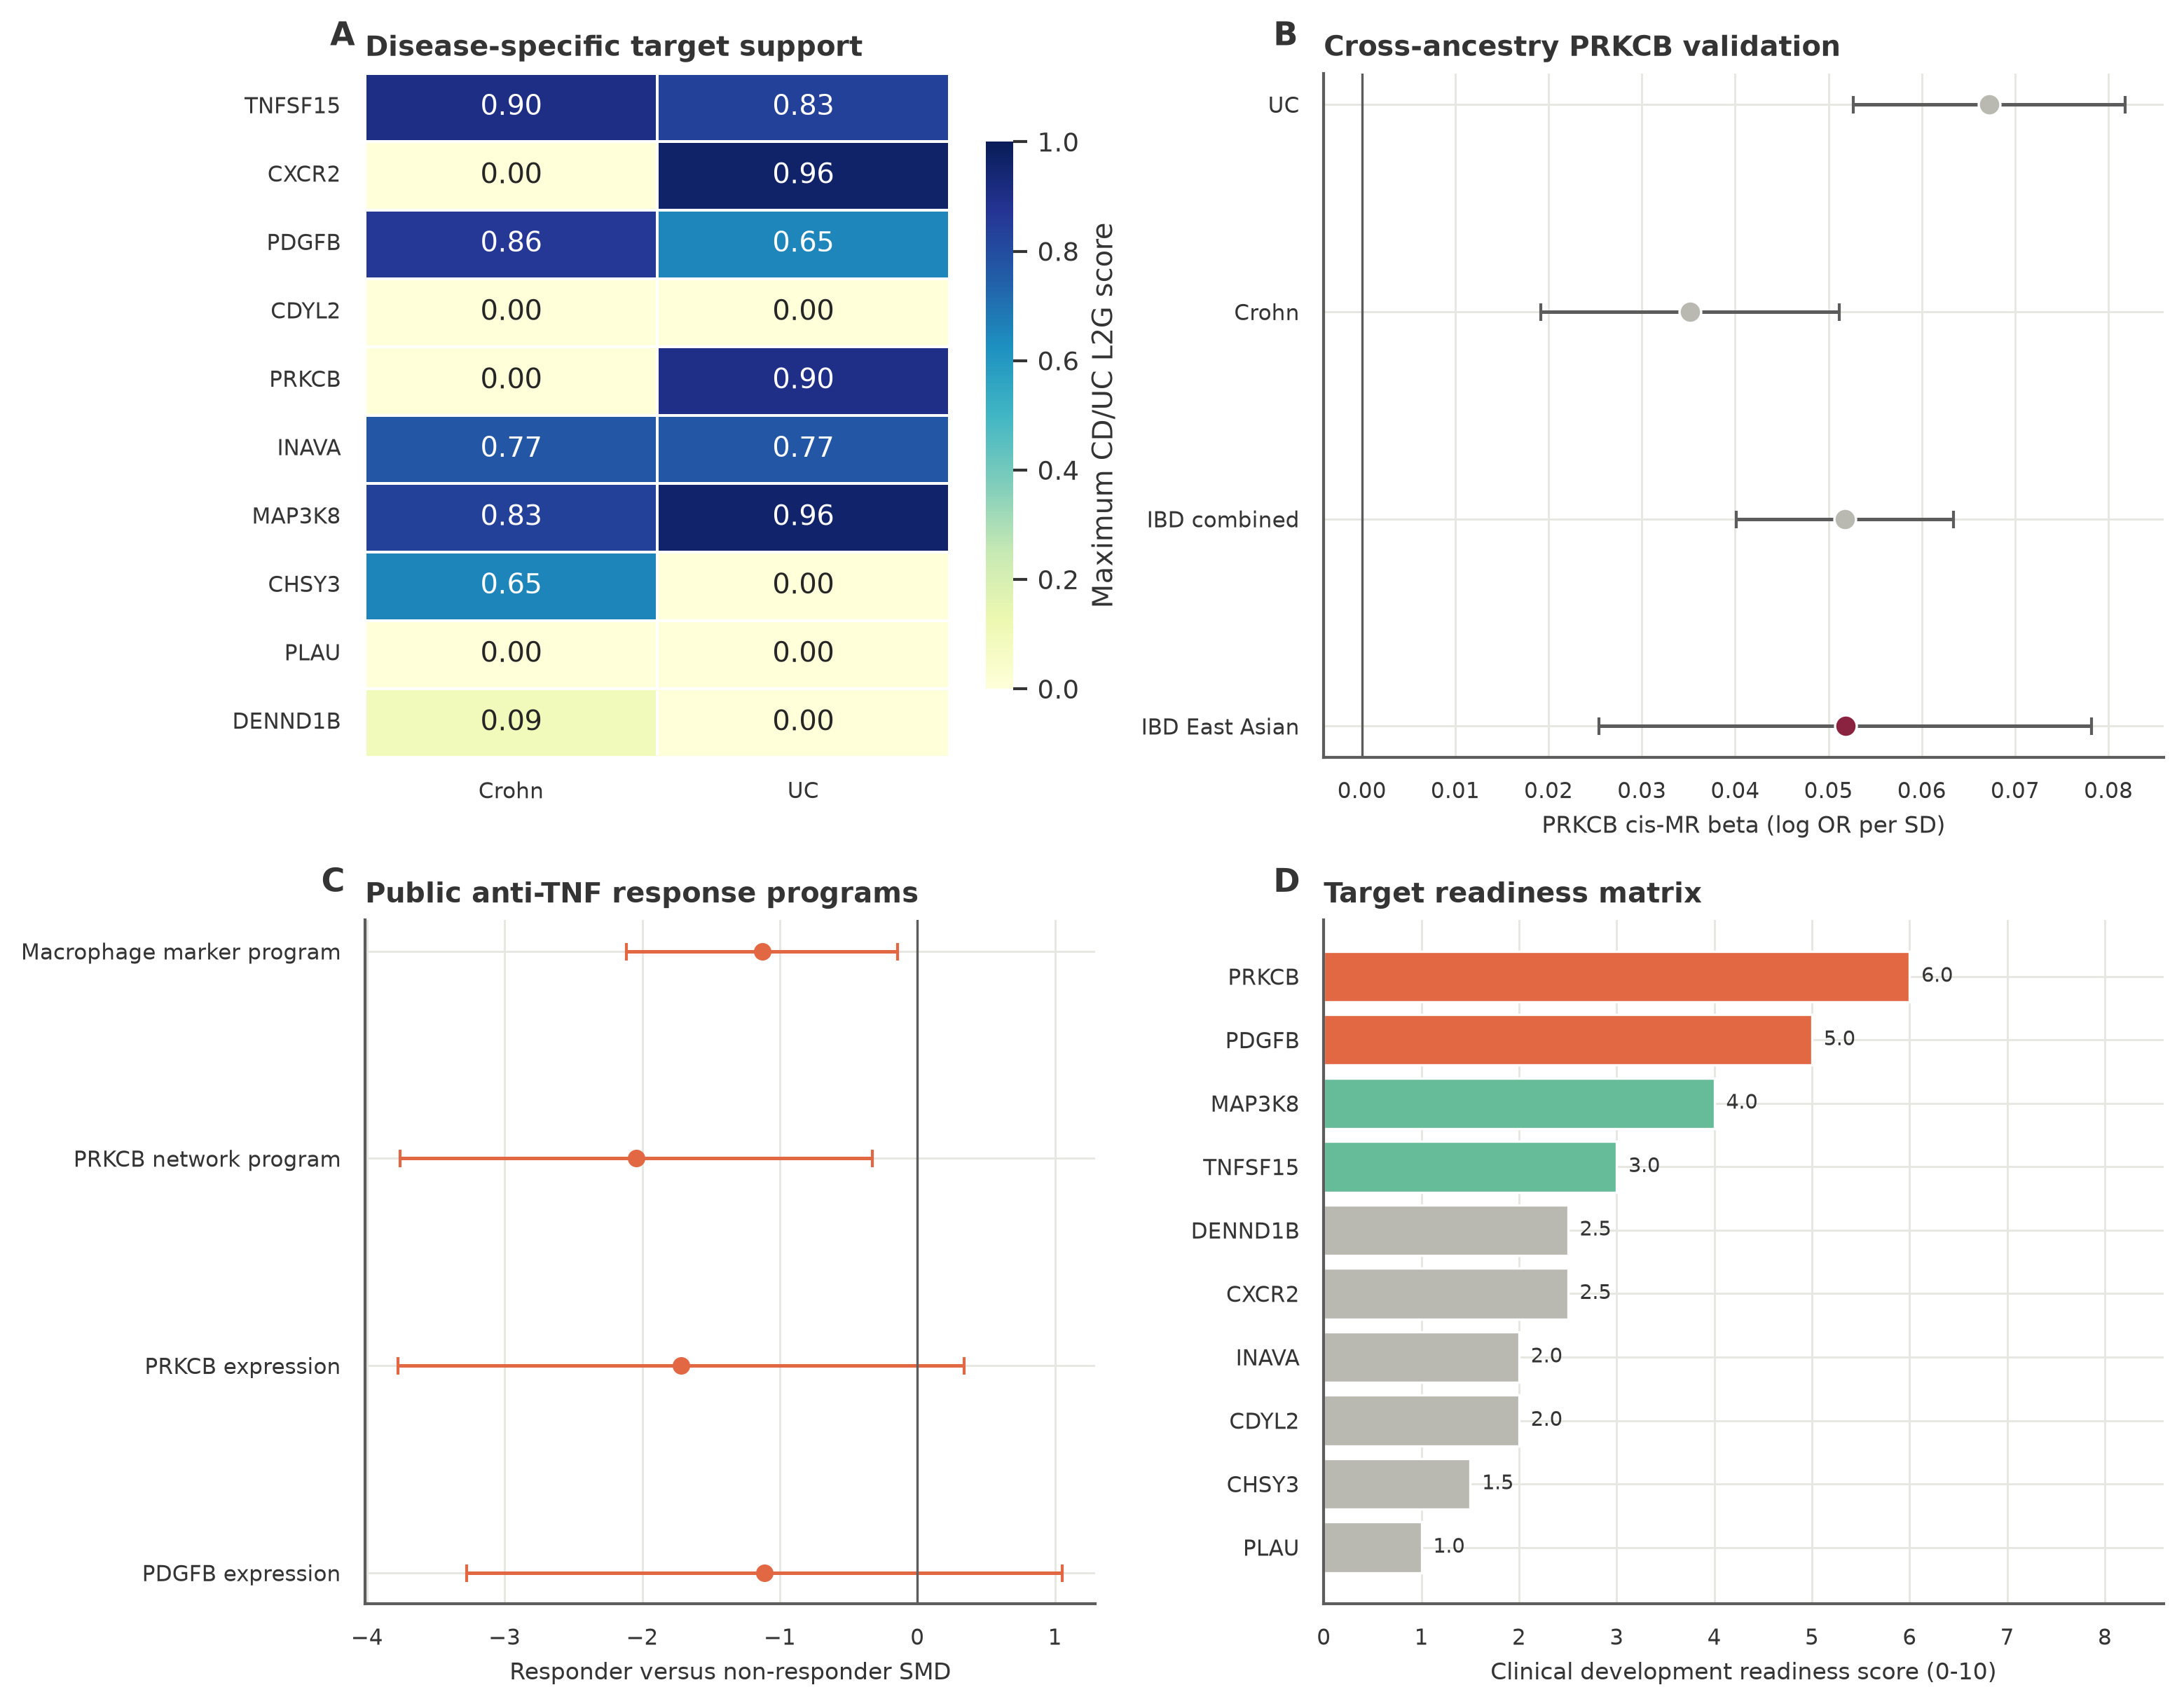 A Disease-specific target support
TNFSF15 0.90 0.83
CXCR2 0.00 0.96
PDGFB 0.86 0.65
CDYL2 0.00 0.00
PRKCB 0.00 0.90
INAVA 0.77 0.77
MAP3K8 0.83 0.96
CHSY3 0.65 0.00
PLAU 0.00 0.00
DENND1B 0.09 0.00
Crohn UC
1.0
0.8
0.6
0.4
0.2
0.0
Maximum CD/UC L2G score
B Cross-ancestry PRKCB validation
UC
Crohn
IBD combined
IBD East Asian
0.00 0.01 0.02 0.03 0.04 0.05 0.06 0.07 0.08
PRKCB cis-MR beta (log OR per SD)
C Public anti-TNF response programs
Macrophage marker program
PRKCB network program
PRKCB expression
PDGFB expression
−4 −3 −2 −1 0 1
Responder versus non-responder SMD
D Target readiness matrix
PRKCB 6.0
PDGFB 5.0
MAP3K8 4.0
TNFSF15 3.0
DENND1B 2.5
CXCR2 2.5
INAVA 2.0
CDYL2 2.0
CHSY3 1.5
PLAU 1.0
0 1 2 3 4 5 6 7 8
Clinical development readiness score (0-10)